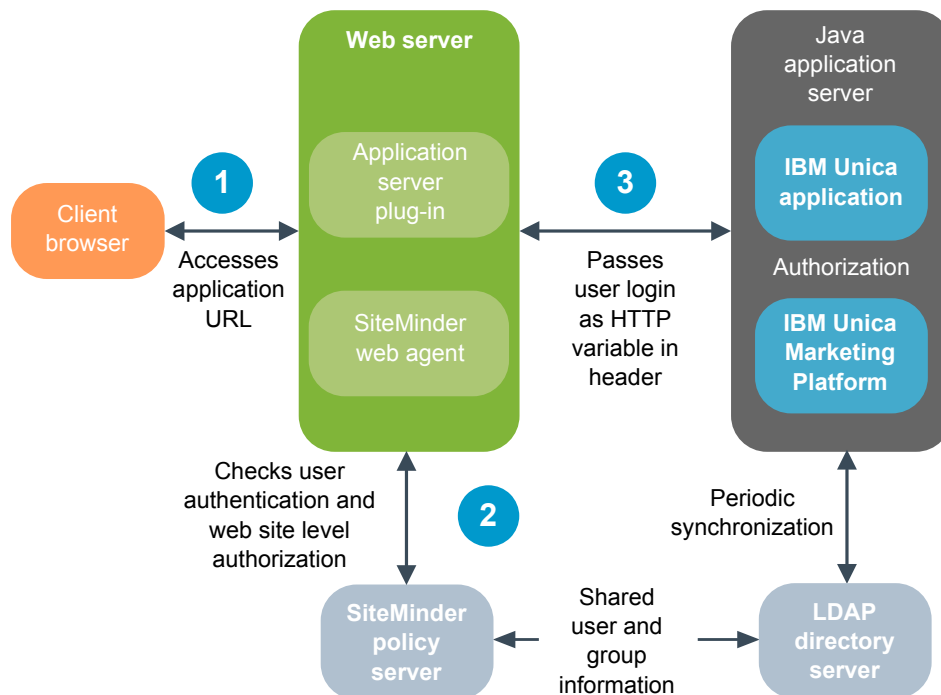 Web server
Java
application
server
Application
server
plug-in
1
3
IBM Unica
application
Client
browser
Accesses
application
URL
Passes
user login
as HTTP
variable in
header
Authorization
SiteMinder
web agent
IBM Unica
Marketing
Platform
Checks user
authentication and
web site level
authorization
2
Periodic
synchronization
SiteMinder
policy
server
Shared
user and
group
information
LDAP
directory
server